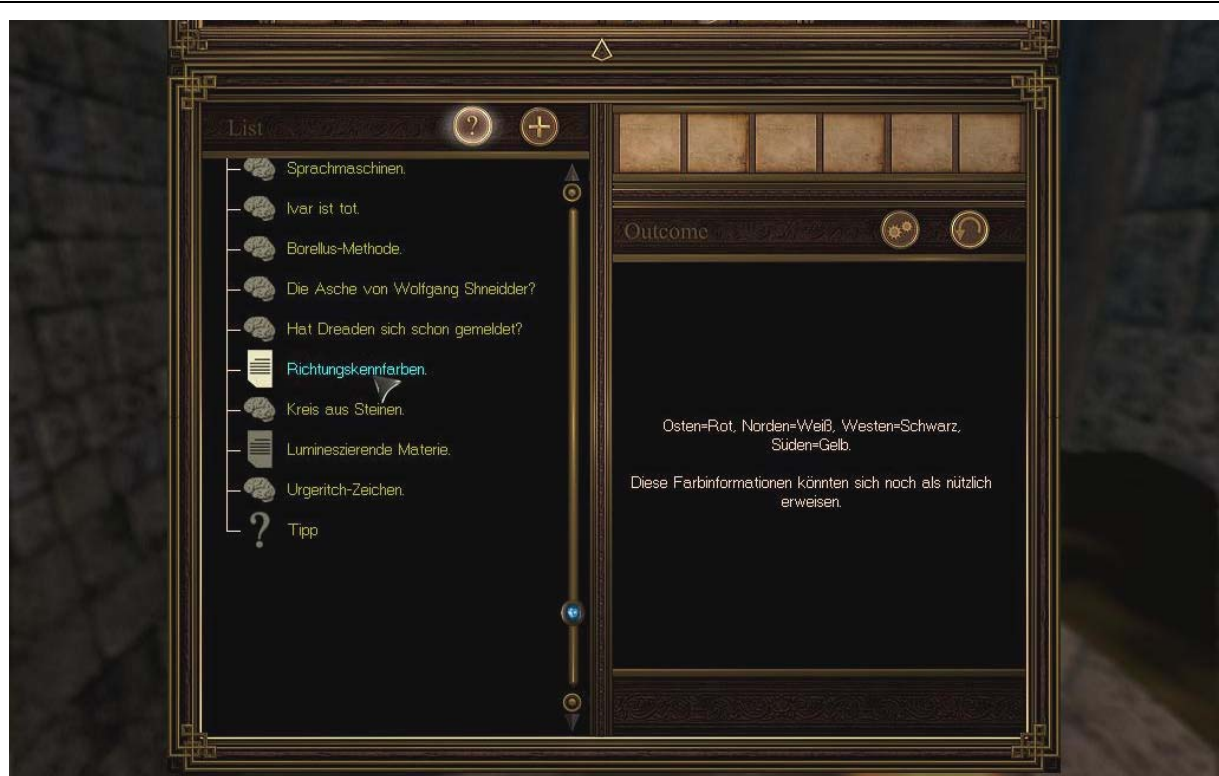 List
?
Sprachmaschinen.
Ivar ist tot.
Borellus-Methode.
Die Asche von Wolfgang Shneidder?
Hat Dreaden sich schon gemeldet?
Richtungskennfarben.
Kreis aus Steinen.
Lumineszierende Materie.
Urgeritch-Zeichen.
? Tipp
Outcome
Osten=Rot, Norden=Weiß, Westen=Schwarz,
Süden=Gelb.
Diese Farbinformationen könnten sich noch als nützlich
erweisen.